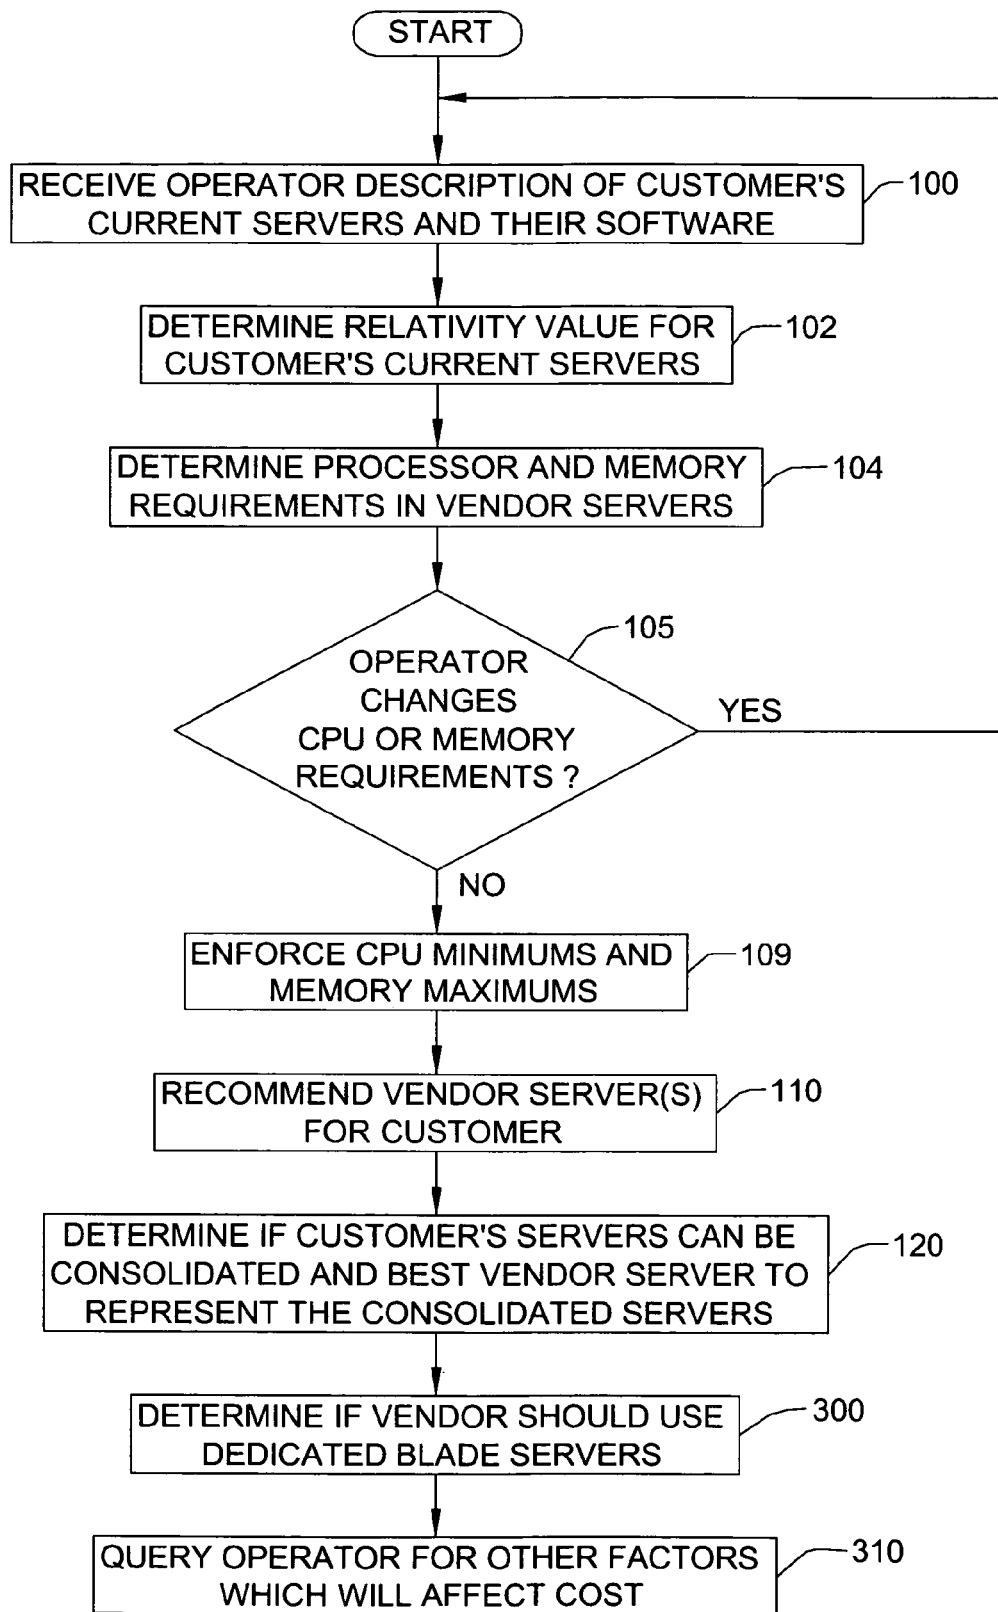 START
RECEIVE OPERATOR DESCRIPTION OF CUSTOMER'S
CURRENT SERVERS AND THEIR SOFTWARE
100
DETERMINE RELATIVITY VALUE FOR
CUSTOMER'S CURRENT SERVERS
102
DETERMINE PROCESSOR AND MEMORY
REQUIREMENTS IN VENDOR SERVERS
104
105
OPERATOR
CHANGES
CPU OR MEMORY
REQUIREMENTS ?
YES
NO
ENFORCE CPU MINIMUMS AND
MEMORY MAXIMUMS
109
RECOMMEND VENDOR SERVER(S)
FOR CUSTOMER
110
DETERMINE IF CUSTOMER'S SERVERS CAN BE
CONSOLIDATED AND BEST VENDOR SERVER TO
REPRESENT THE CONSOLIDATED SERVERS
120
DETERMINE IF VENDOR SHOULD USE
DEDICATED BLADE SERVERS
300
QUERY OPERATOR FOR OTHER FACTORS
WHICH WILL AFFECT COST
310